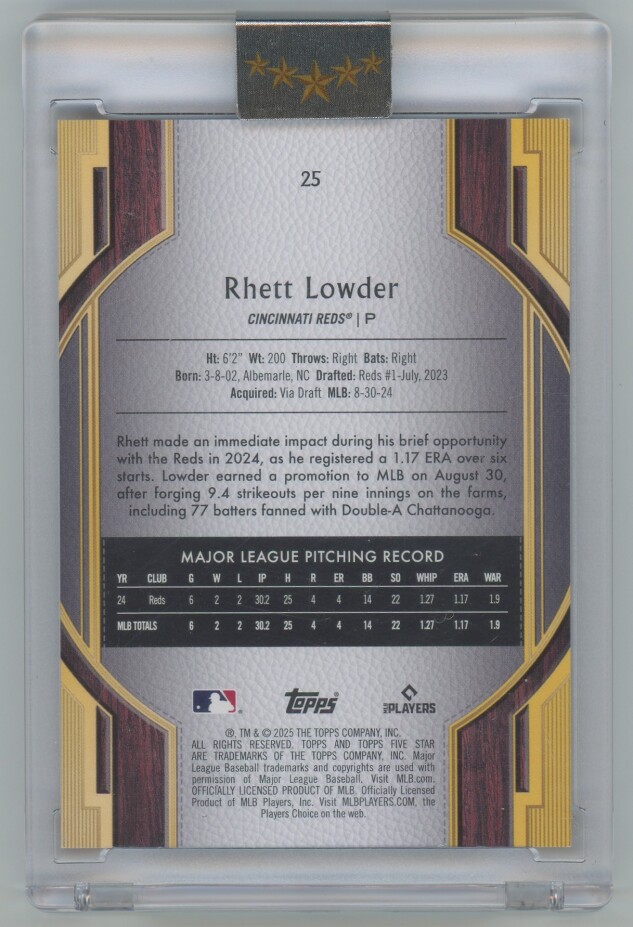 25
Rhett Lowder
CINCINNATI REDS® | P
Ht: 6'2" Wt: 200 Throws: Right Bats: Right
Born: 3-8-02, Albemarle, NC Drafted: Reds #1-July, 2023
Acquired: Via Draft MLB: 8-30-24
Rhett made an immediate impact during his brief opportunity
with the Reds in 2024, as he registered a 1.17 ERA over six
starts. Lowder earned a promotion to MLB on August 30,
after forging 9.4 strikeouts per nine innings on the farms,
including 77 batters fanned with Double-A Chattanooga.
MAJOR LEAGUE PITCHING RECORD
YR CLUB G W L IP H R ER BB SO WHIP ERA WAR
24 Reds 6 2 2 30.2 25 4 4 14 22 1.27 1.17 1.9
MLB TOTALS 6 2 2 30.2 25 4 4 14 22 1.27 1.17 1.9
Topps® MLB PLAYERS
®, TM & © 2025 THE TOPPS COMPANY, INC.
ALL RIGHTS RESERVED. TOPPS AND TOPPS FIVE STAR
ARE TRADEMARKS OF THE TOPPS COMPANY, INC. Major
League Baseball trademarks and copyrights are used with
permission of Major League Baseball. Visit MLB.com.
OFFICIALLY LICENSED PRODUCT OF MLB. Officially Licensed
Product of MLB Players, Inc. Visit MLBPLAYERS.COM, the
Players Choice on the web.